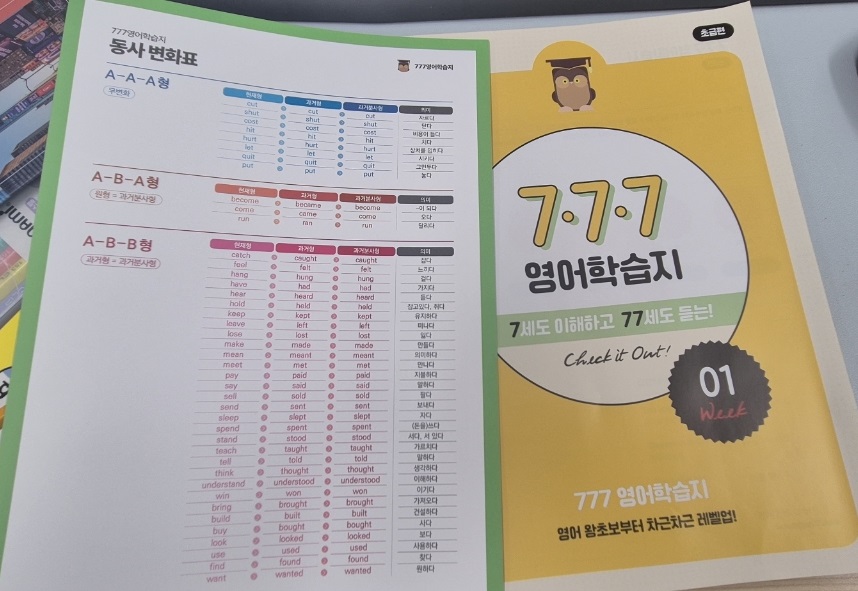 777영어학습지
동사 변화표
777영어학습지
A-A-A형
무변화
현재형 과거형 과거분사형 의미
cut cut cut 자르다
shut shut shut 닫다
cost cost cost 비용이 들다
hit hit hit 치다
hurt hurt hurt 상처를 입히다
let let let 시키다
quit quit quit 그만두다
put put put 놓다
A-B-A형
원형 = 과거분사형
현재형 과거형 과거분사형 의미
become became become ~이 되다
come came come 오다
run ran run 달리다
A-B-B형
과거형 = 과거분사형
현재형 과거형 과거분사형 의미
catch caught caught 잡다
feel felt felt 느끼다
hang hung hung 걸다
have had had 가지다
hear heard heard 듣다
hold held held 잡고있다, 쥐다
keep kept kept 유지하다
leave left left 떠나다
lose lost lost 잃다
make made made 만들다
mean meant meant 의미하다
meet met met 만나다
pay paid paid 지불하다
say said said 말하다
sell sold sold 팔다
send sent sent 보내다
sleep slept slept 자다
spend spent spent (돈을)쓰다
stand stood stood 서다, 서 있다
teach taught taught 가르치다
tell told told 말하다
think thought thought 생각하다
understand understood understood 이해하다
win won won 이기다
bring brought brought 가져오다
build built built 건설하다
buy bought bought 사다
look looked looked 보다
use used used 사용하다
find found found 찾다
want wanted wanted 원하다
초급편
7·7·7
영어학습지
7세도 이해하고 77세도 듣는!
Check it Out!
01
Week
777 영어학습지
영어 왕초보부터 차근차근 레벨업!